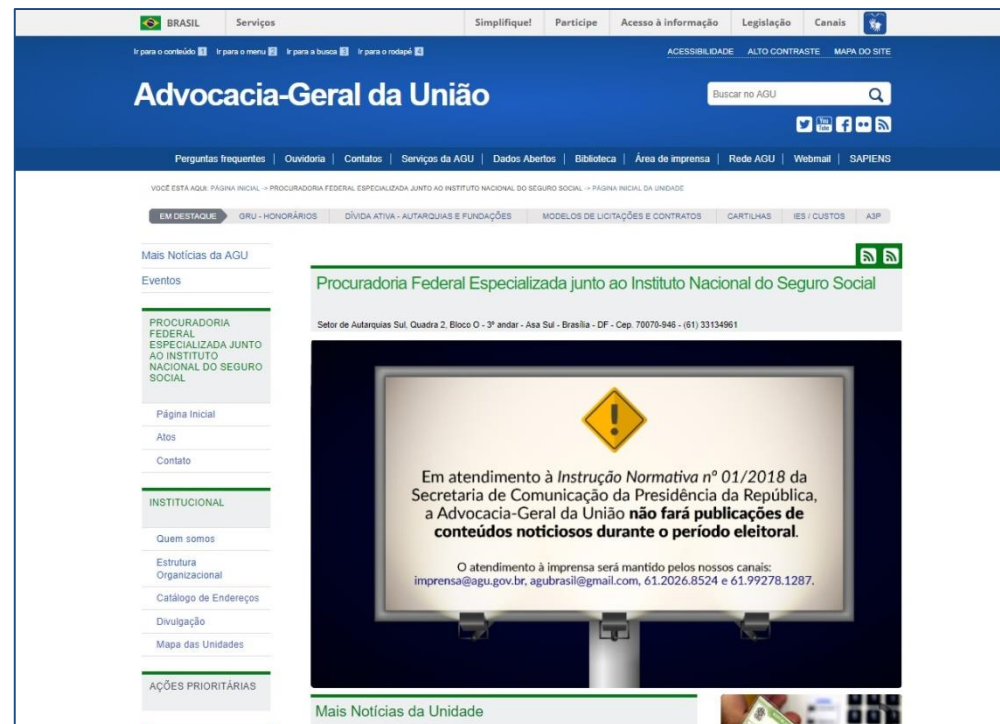 BRASIL Serviços Simplifique! Participe Acesso à informação Legislação Canais
Ir para o conteúdo 1 Ir para o menu 2 Ir para a busca 3 Ir para o rodapé 4 ACESSIBILIDADE ALTO CONTRASTE MAPA DO SITE
Advocacia-Geral da União
Buscar no AGU
You Tube
Perguntas frequentes | Ouvidoria | Contatos | Serviços da AGU | Dados Abertos | Biblioteca | Área de imprensa | Rede AGU | Webmail | SAPIENS
VOCÊ ESTÁ AQUI: PÁGINA INICIAL -> PROCURADORIA FEDERAL ESPECIALIZADA JUNTO AO INSTITUTO NACIONAL DO SEGURO SOCIAL -> PÁGINA INICIAL DA UNIDADE
EM DESTAQUE GRU - HONORÁRIOS DÍVIDA ATIVA - AUTARQUIAS E FUNDAÇÕES MODELOS DE LICITAÇÕES E CONTRATOS CARTILHAS IES / CUSTOS A3P
Mais Notícias da AGU
Eventos
PROCURADORIA
FEDERAL
ESPECIALIZADA JUNTO
AO INSTITUTO
NACIONAL DO SEGURO
SOCIAL
Página Inicial
Atos
Contato
INSTITUCIONAL
Quem somos
Estrutura
Organizacional
Catálogo de Endereços
Divulgação
Mapa das Unidades
AÇÕES PRIORITÁRIAS
Procuradoria Federal Especializada junto ao Instituto Nacional do Seguro Social
Setor de Autarquias Sul, Quadra 2, Bloco O - 3º andar - Asa Sul - Brasília - DF - Cep. 70070-946 - (61) 33134961
Em atendimento à Instrução Normativa nº 01/2018 da
Secretaria de Comunicação da Presidência da República,
a Advocacia-Geral da União não fará publicações de
conteúdos noticiosos durante o período eleitoral.
O atendimento à imprensa será mantido pelos nossos canais:
imprensa@agu.gov.br, agubrasil@gmail.com, 61.2026.8524 e 61.99278.1287.
Mais Notícias da Unidade